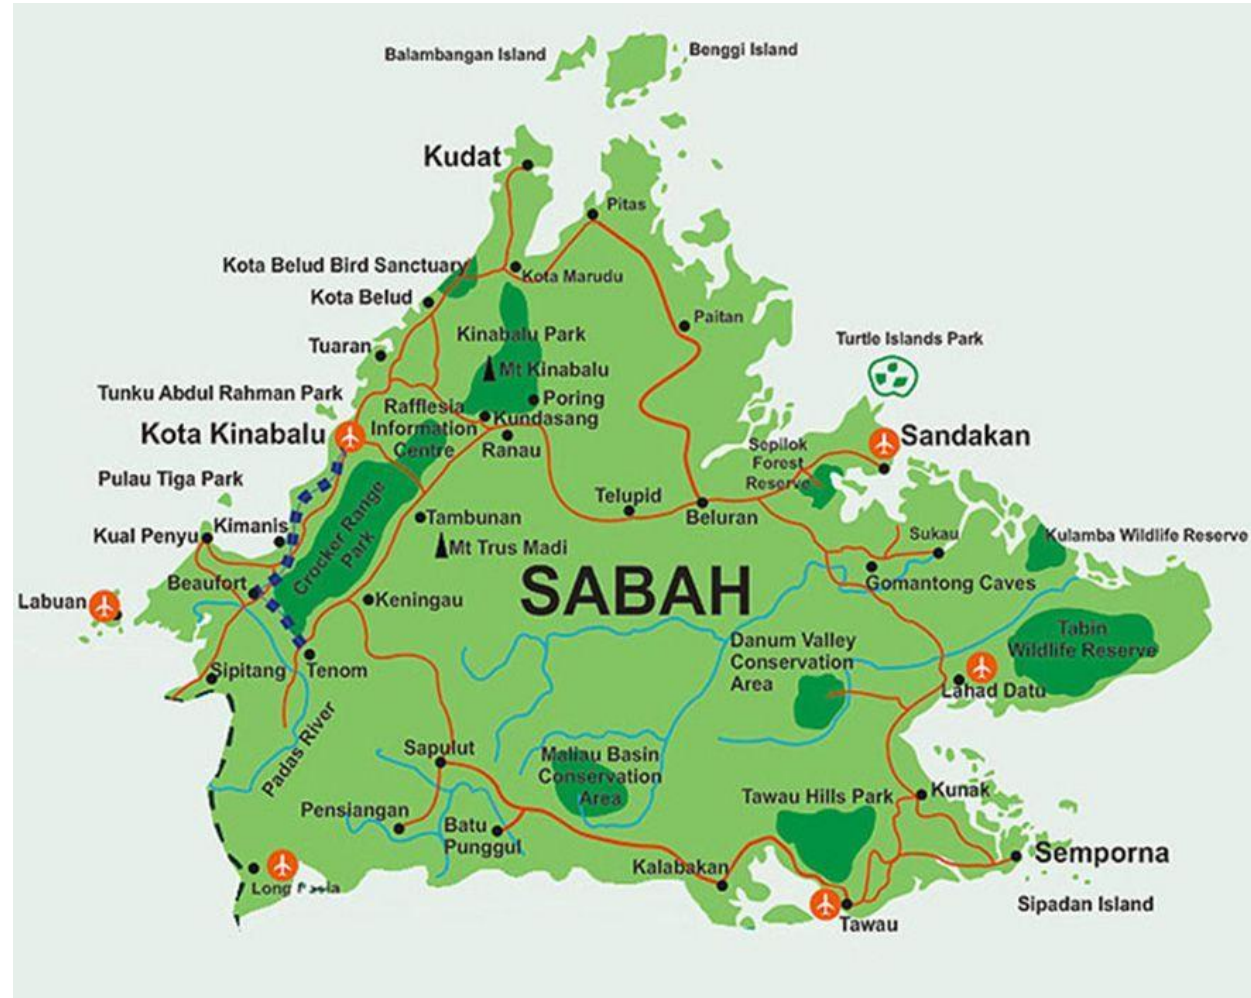 Balambangan Island
Benggi Island
Kudat
Pitas
Kota Belud Bird Sanctuary
Kota Marudu
Kota Belud
Paitan
Kinabalu Park
Tuaran
Turtle Islands Park
Mt Kinabalu
Tunku Abdul Rahman Park
Poring
Rafflesia
Information
Centre
Kundasang
Kota Kinabalu
Ranau
Sandakan
Sepilok
Forest
Reserve
Pulau Tiga Park
Telupid
Beluran
Kual Penyu
Kimanis
Tambunan
Crocker Range
Park
Mt Trus Madi
Sukau
Kulamba Wildlife Reserve
Beaufort
Gomantong Caves
SABAH
Labuan
Keningau
Danum Valley
Conservation
Area
Tabin
Wildlife Reserve
Sipitang
Tenom
Lahad Datu
Padas River
Sapulut
Maliau Basin
Conservation
Area
Tawau Hills Park
Kunak
Pensiangan
Batu
Punggul
Semporna
Kalabakan
Long
Sipadan Island
Tawau